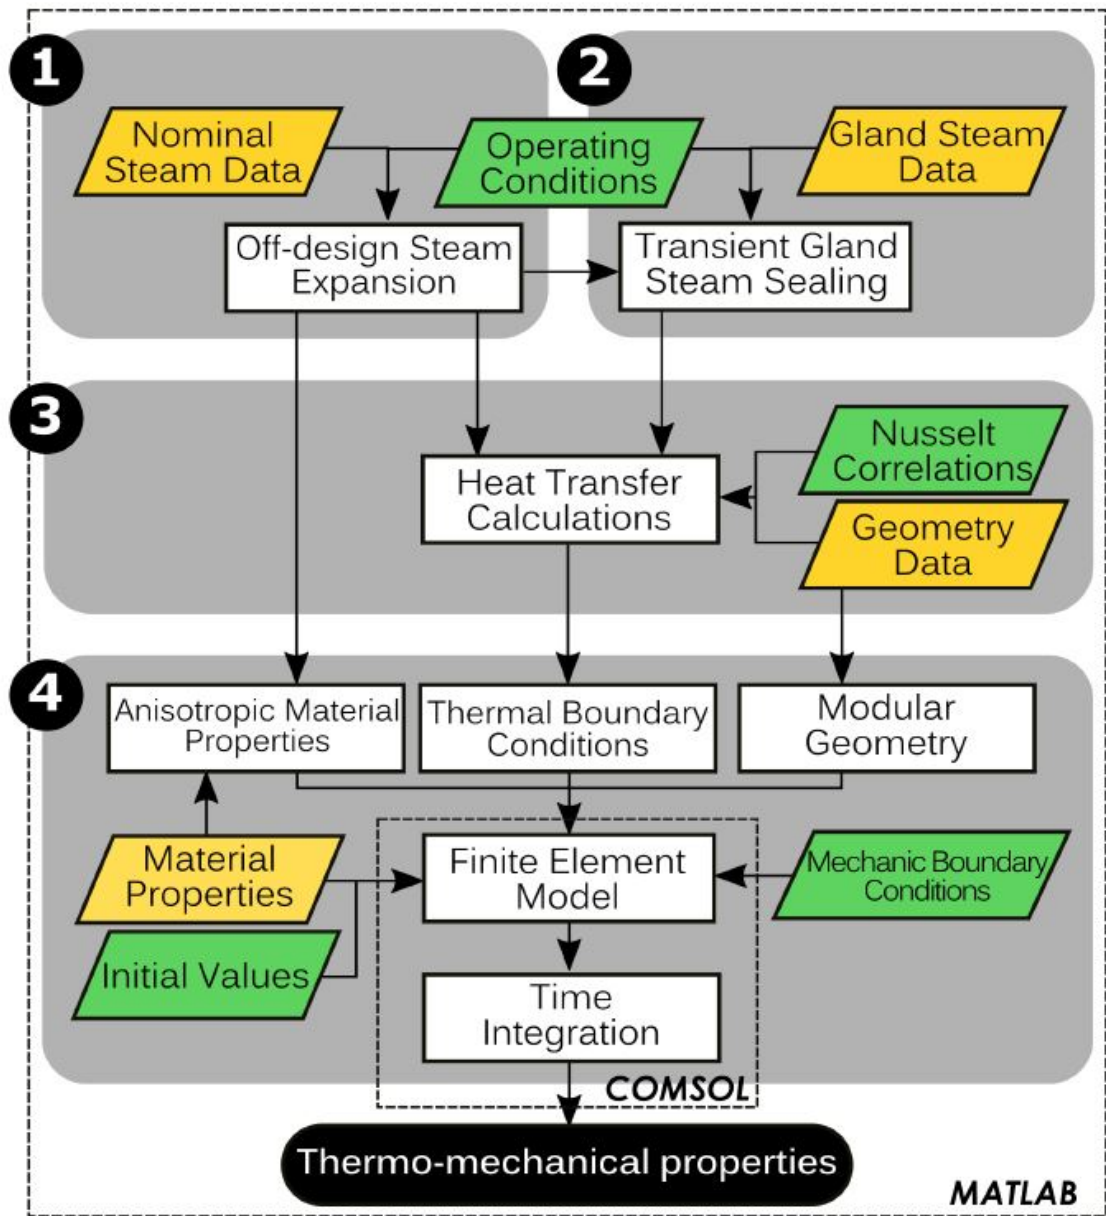 1
2
Nominal
Steam Data
Operating
Conditions
Gland Steam
Data
Off-design Steam
Expansion
Transient Gland
Steam Sealing
3
Nusselt
Correlations
Heat Transfer
Calculations
Geometry
Data
4
Anisotropic Material
Properties
Thermal Boundary
Conditions
Modular
Geometry
Material
Properties
Finite Element
Model
Mechanic Boundary
Conditions
Initial Values
Time
Integration
COMSOL
Thermo-mechanical properties
MATLAB